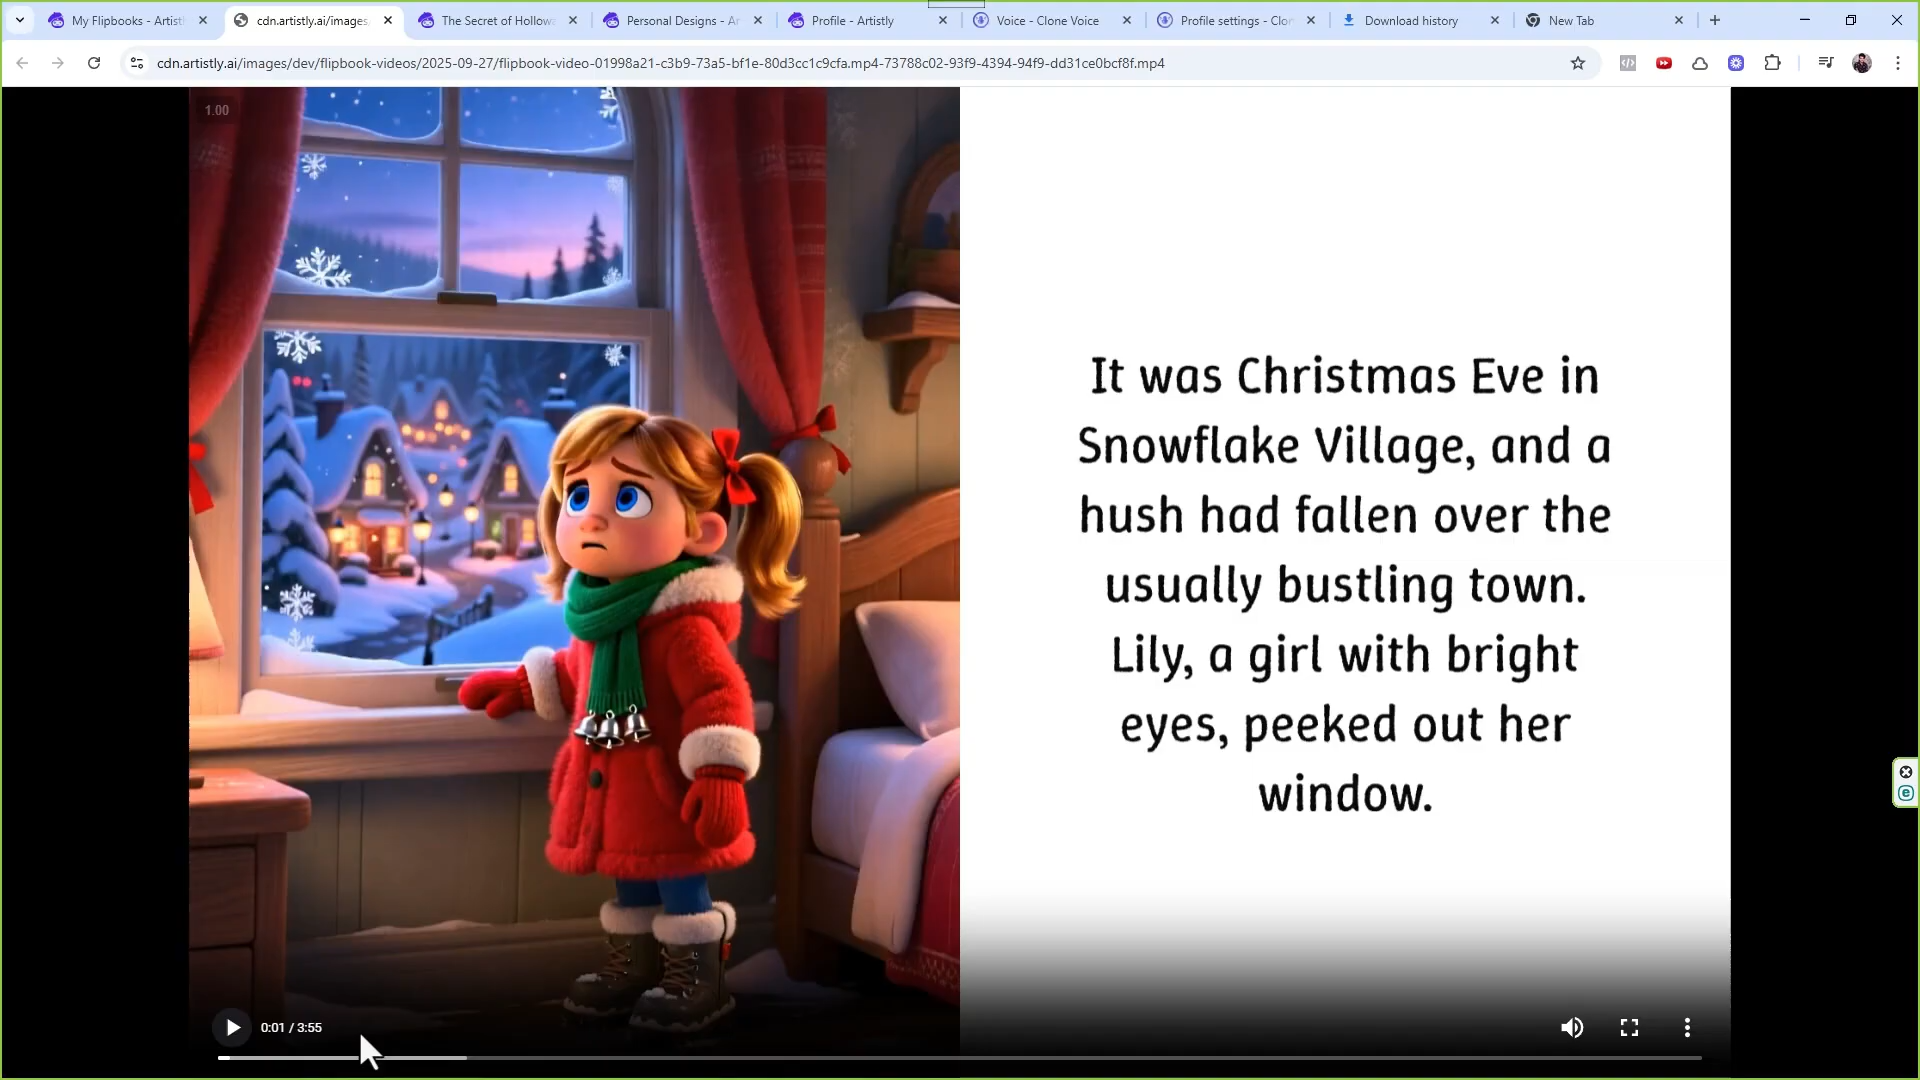 My Flipbooks - Artist
cdn.artistly.ai/images
The Secret of Hollow
Personal Designs - Ar
Profile - Artistly
Voice - Clone Voice
Profile settings - Clon
Download history
New Tab
cdn.artistly.ai/images/dev/flipbook-videos/2025-09-27/flipbook-video-01998a21-c3b9-73a5-bf1e-80d3cc1c9cfa.mp4-73788c02-93f9-4394-94f9-dd31ce0bcf8f.mp4
1.00
It was Christmas Eve in
Snowflake Village, and a
hush had fallen over the
usually bustling town.
Lily, a girl with bright
eyes, peeked out her
window.
0:01 / 3:55